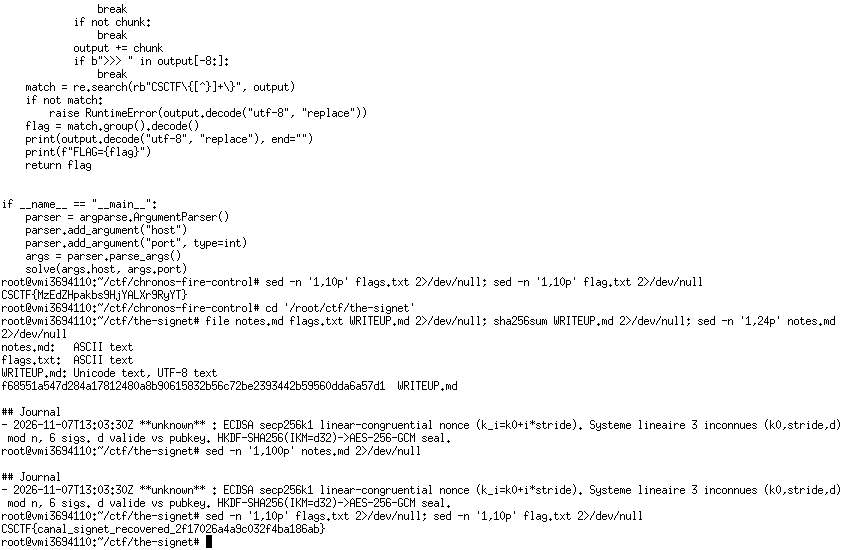 break
            if not chunk:
                break
            output += chunk
            if b">>> " in output[-8:]:
                break
    match = re.search(rb"CSCTF\{[^}]+\}", output)
    if not match:
        raise RuntimeError(output.decode("utf-8", "replace"))
    flag = match.group().decode()
    print(output.decode("utf-8", "replace"), end="")
    print(f"FLAG={flag}")
    return flag


if __name__ == "__main__":
    parser = argparse.ArgumentParser()
    parser.add_argument("host")
    parser.add_argument("port", type=int)
    args = parser.parse_args()
    solve(args.host, args.port)
root@vmi3694110:~/ctf/chronos-fire-control# sed -n '1,10p' flags.txt 2>/dev/null; sed -n '1,10p' flag.txt 2>/dev/null
CSCTF{MzEdZHpakbs9HjYALXr9RyYT}
root@vmi3694110:~/ctf/chronos-fire-control# cd '/root/ctf/the-signet'
root@vmi3694110:~/ctf/the-signet# file notes.md flags.txt WRITEUP.md 2>/dev/null; sha256sum WRITEUP.md 2>/dev/null; sed -n '1,24p' notes.md
2>/dev/null
notes.md:   ASCII text
flags.txt:  ASCII text
WRITEUP.md: Unicode text, UTF-8 text
f68551a547d284a17812480a8b90615832b56c72be2393442b59560dda6a57d1  WRITEUP.md

## Journal
- 2026-11-07T13:03:30Z **unknown** : ECDSA secp256k1 linear-congruential nonce (k_i=k0+i*stride). Systeme lineaire 3 inconnues (k0,stride,d)
 mod n, 6 sigs. d valide vs pubkey. HKDF-SHA256(IKM=d32)->AES-256-GCM seal.
root@vmi3694110:~/ctf/the-signet# sed -n '1,100p' notes.md 2>/dev/null

## Journal
- 2026-11-07T13:03:30Z **unknown** : ECDSA secp256k1 linear-congruential nonce (k_i=k0+i*stride). Systeme lineaire 3 inconnues (k0,stride,d)
 mod n, 6 sigs. d valide vs pubkey. HKDF-SHA256(IKM=d32)->AES-256-GCM seal.
root@vmi3694110:~/ctf/the-signet# sed -n '1,10p' flags.txt 2>/dev/null; sed -n '1,10p' flag.txt 2>/dev/null
CSCTF{canal_signet_recovered_2f17026a4a9c032f4ba186ab}
root@vmi3694110:~/ctf/the-signet#